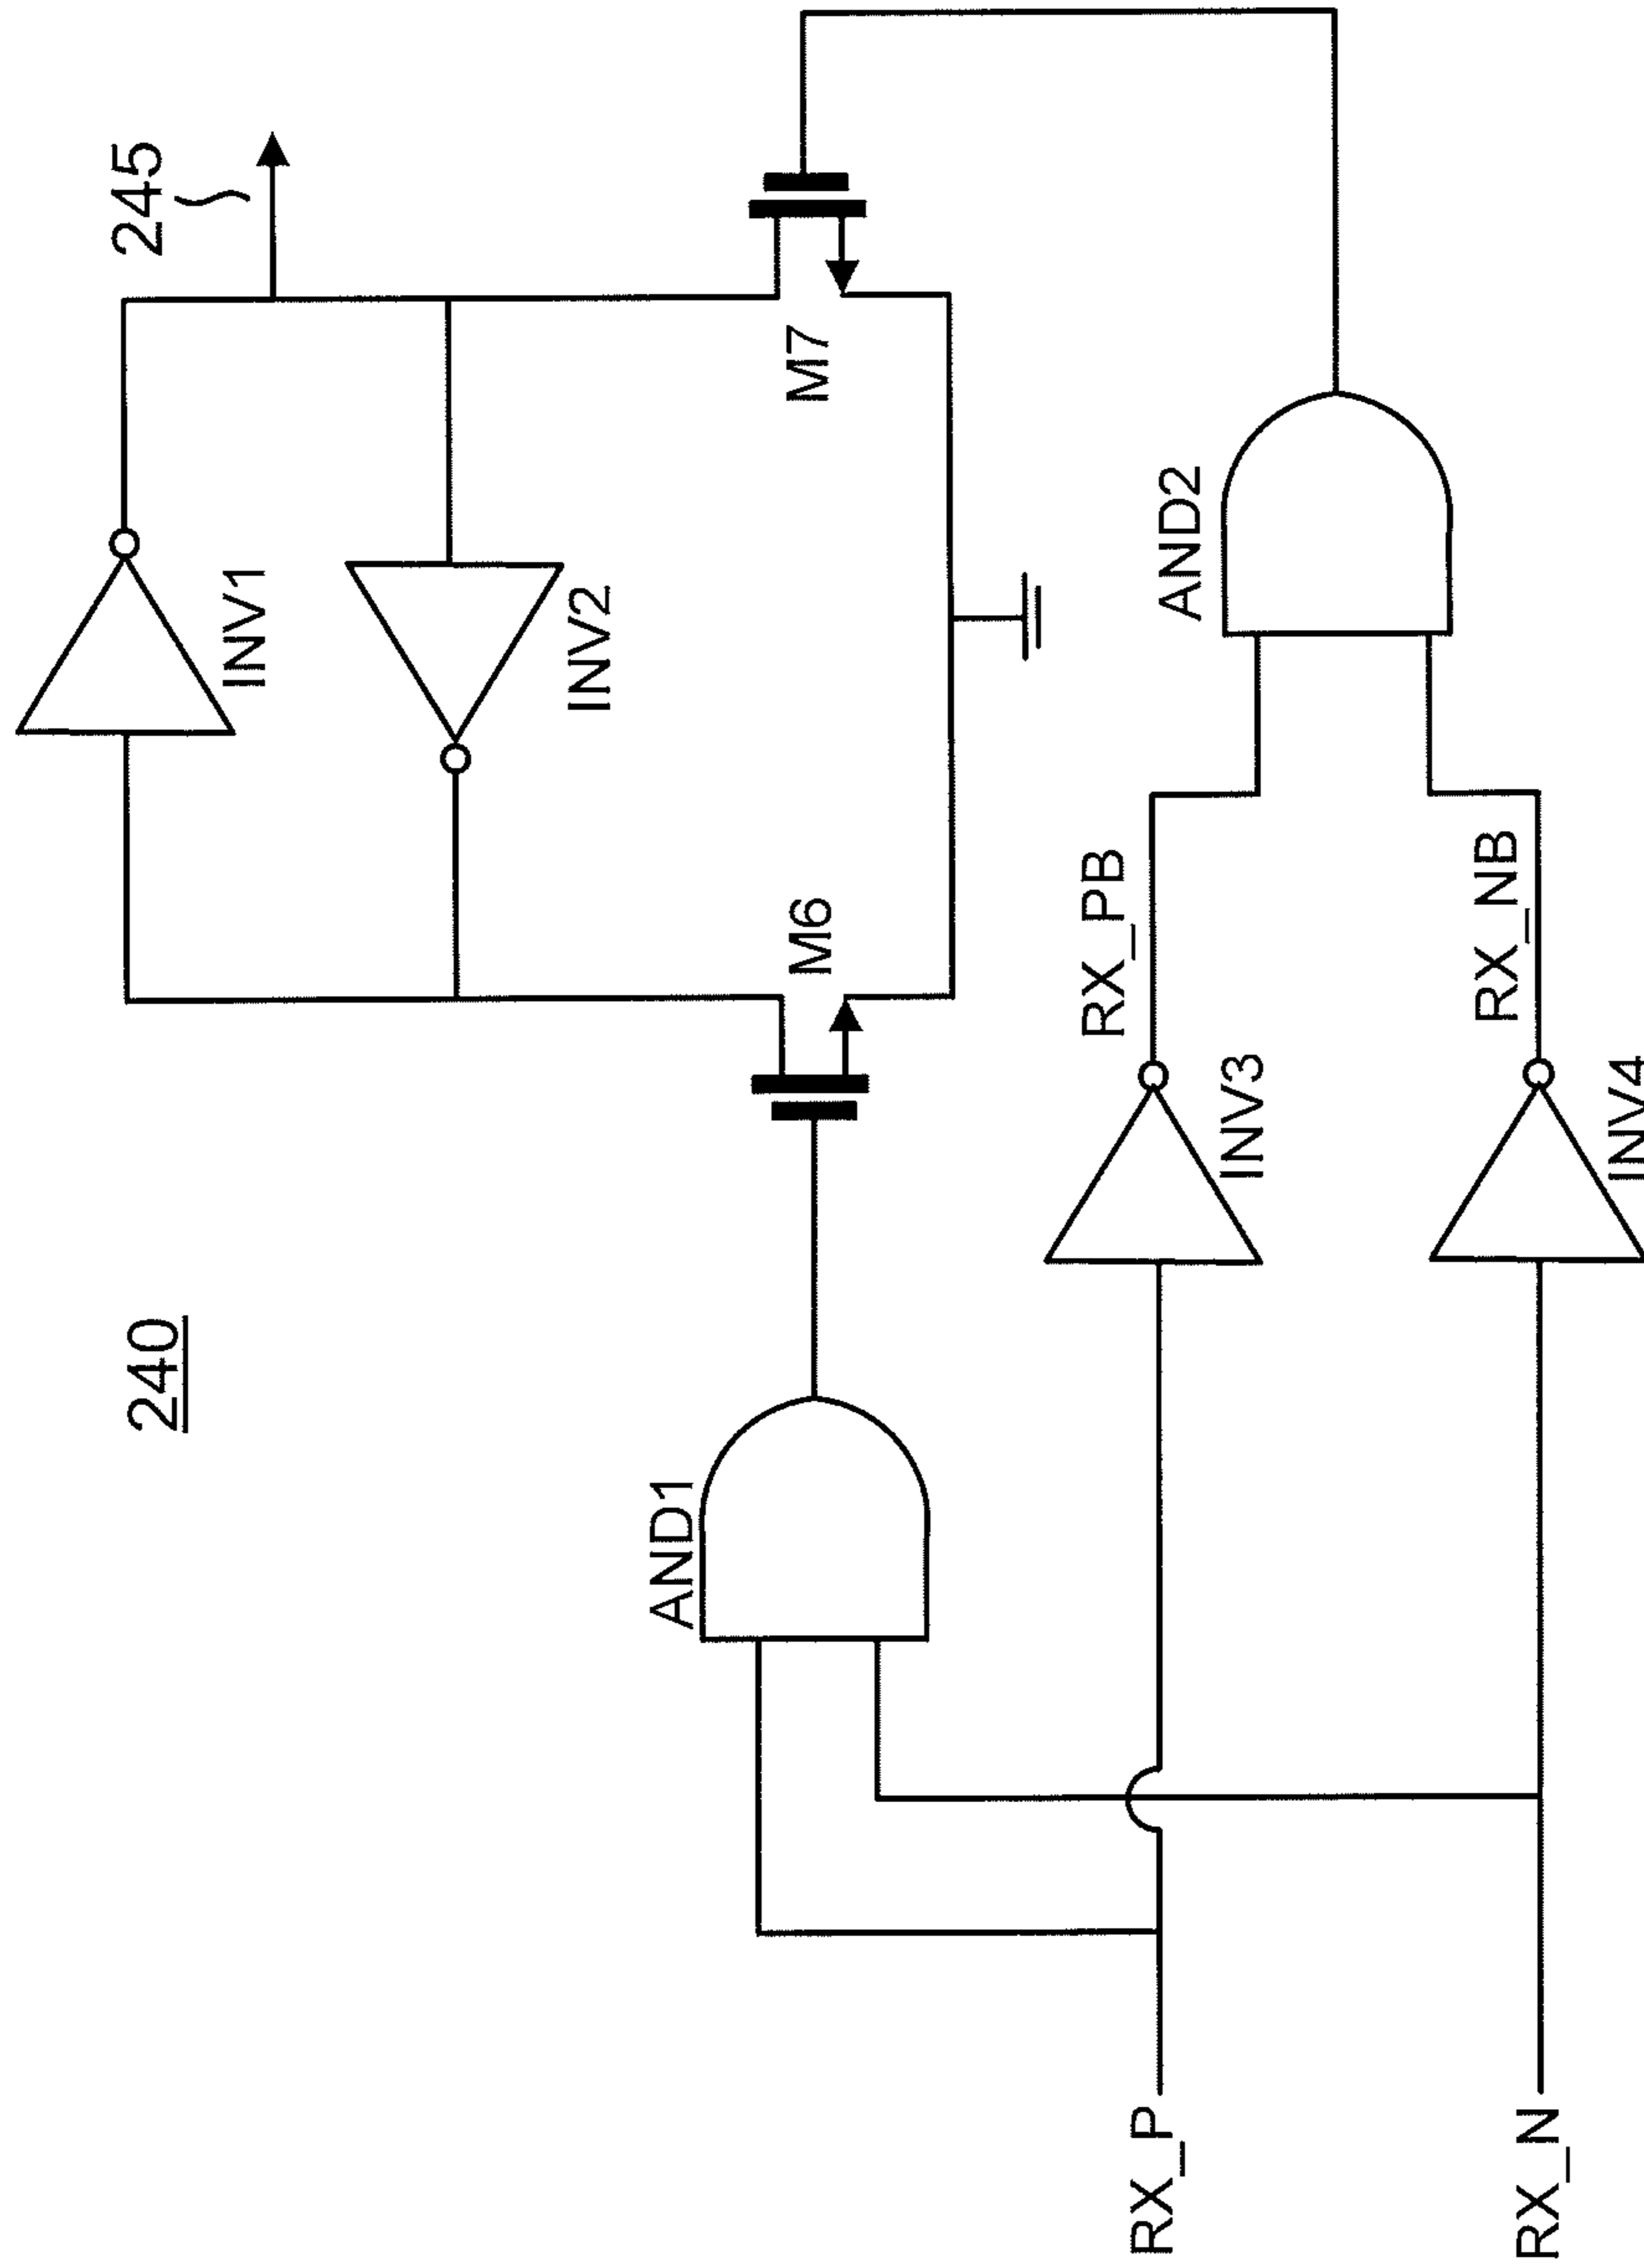 240
245
INV1
INV2
M6
M7
AND1
AND2
RX_P
RX_PB
INV3
RX_N
RX_NB
INV4